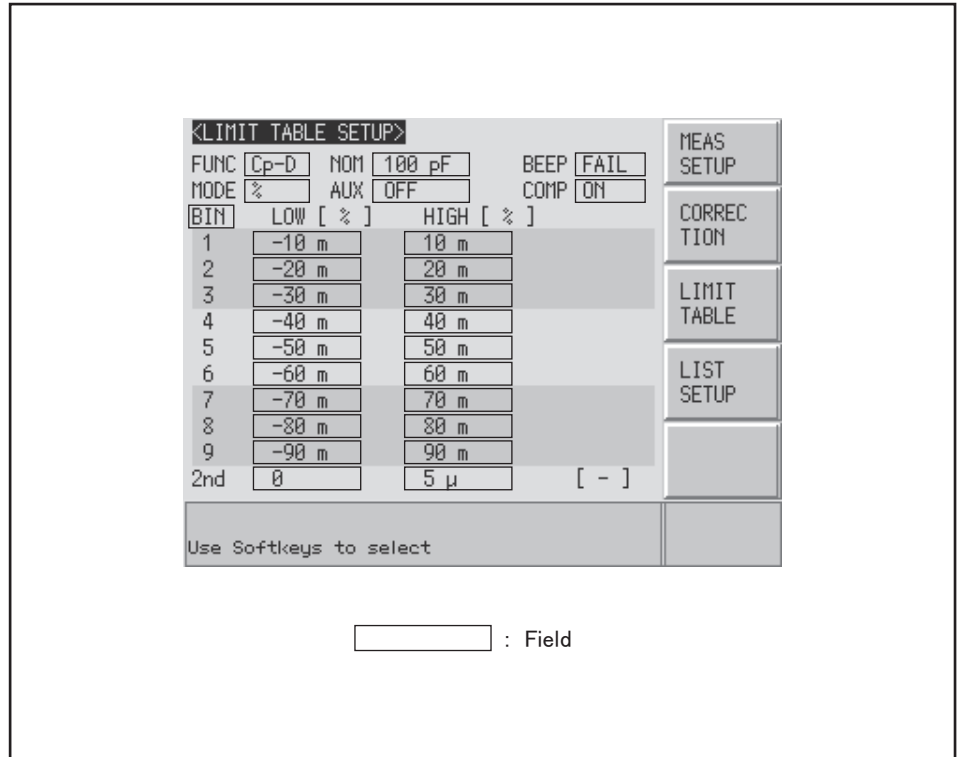 <LIMIT TABLE SETUP>
FUNC Cp-D NOM 100 pF BEEP FAIL
MODE % AUX OFF COMP ON
BIN LOW [ % ] HIGH [ % ]
1 -10 m 10 m
2 -20 m 20 m
3 -30 m 30 m
4 -40 m 40 m
5 -50 m 50 m
6 -60 m 60 m
7 -70 m 70 m
8 -80 m 80 m
9 -90 m 90 m
2nd 0 5 μ [ - ]
MEAS
SETUP
CORREC
TION
LIMIT
TABLE
LIST
SETUP
Use Softkeys to select
: Field